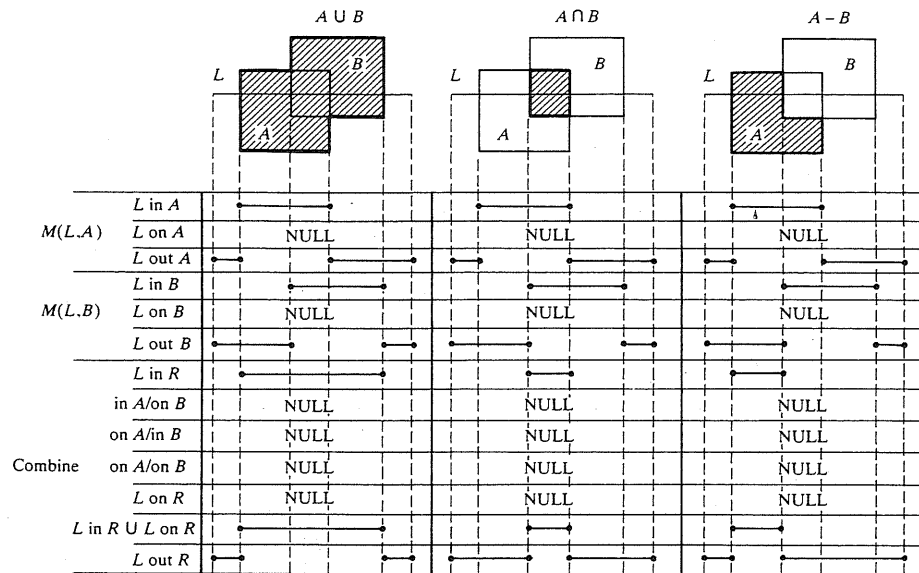 A ∪ B A ∩ B A − B
L B L B L B
A A A
M(L,A) L in A
L on A NULL NULL NULL
L out A
M(L,B) L in B
L on B NULL NULL NULL
L out B
Combine L in R
in A/on B NULL NULL NULL
on A/in B NULL NULL NULL
on A/on B NULL NULL NULL
L on R NULL NULL NULL
L in R ∪ L on R
L out R